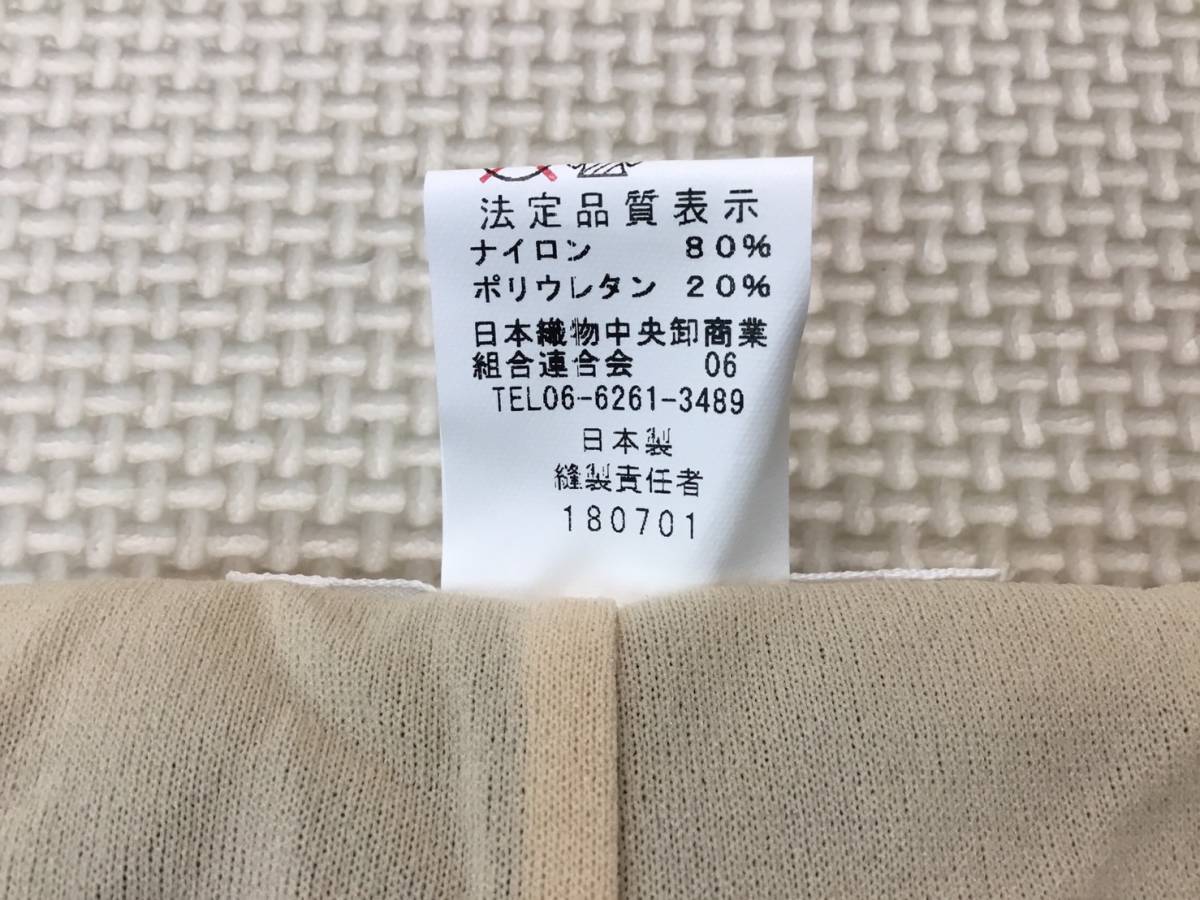 法定品質表示
ナイロン 80%
ポリウレタン 20%
日本織物中央卸商業
組合連合会 06
TEL06-6261-3489
日本製
縫製責任者
180701